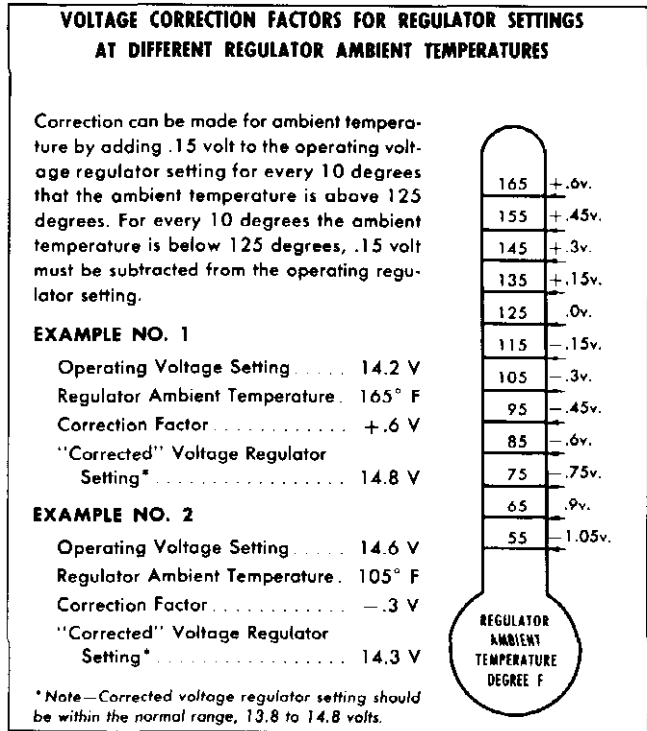 VOLTAGE CORRECTION FACTORS FOR REGULATOR SETTINGS
AT DIFFERENT REGULATOR AMBIENT TEMPERATURES
Correction can be made for ambient tempera-
ture by adding .15 volt to the operating volt-
age regulator setting for every 10 degrees
that the ambient temperature is above 125
degrees. For every 10 degrees the ambient
temperature is below 125 degrees, .15 volt
must be subtracted from the operating regu-
lator setting.
EXAMPLE NO. 1
Operating Voltage Setting ..... 14.2 V
Regulator Ambient Temperature . 165° F
Correction Factor ............ +.6 V
"Corrected" Voltage Regulator
Setting* ................. 14.8 V
EXAMPLE NO. 2
Operating Voltage Setting ..... 14.6 V
Regulator Ambient Temperature . 105° F
Correction Factor ............ –.3 V
"Corrected" Voltage Regulator
Setting* ................. 14.3 V
*Note—Corrected voltage regulator setting should
be within the normal range, 13.8 to 14.8 volts.
165 +.6v.
155 +.45v.
145 +.3v.
135 +.15v.
125 .0v.
115 –.15v.
105 –.3v.
95 –.45v.
85 –.6v.
75 –.75v.
65 .9v.
55 –1.05v.
REGULATOR
AMBIENT
TEMPERATURE
DEGREE F